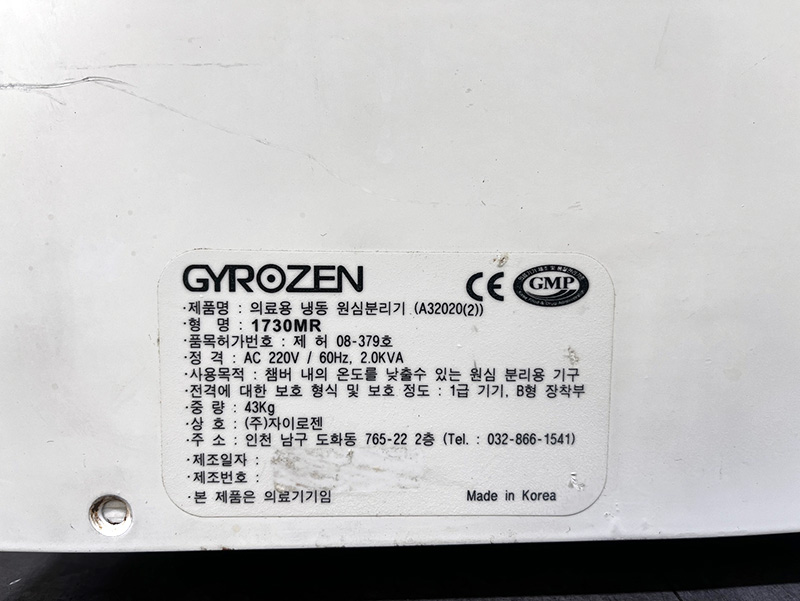 GYROZEN
CE
GMP
·제품명 : 의료용 냉동 원심분리기 (A32020(2))
·형 명 : 1730MR
·품목허가번호 : 제 허 08-379호
·정 격 : AC 220V / 60Hz, 2.0KVA
·사용목적 : 챔버 내의 온도를 낮출수 있는 원심 분리용 기구
·전격에 대한 보호 형식 및 보호 정도 : 1급 기기, B형 장착부
·중 량 : 43Kg
·상 호 : (주)자이로젠
·주 소 : 인천 남구 도화동 765-22 2층 (Tel. : 032-866-1541)
·제조일자 :
·제조번호 :
·본 제품은 의료기기임
Made in Korea